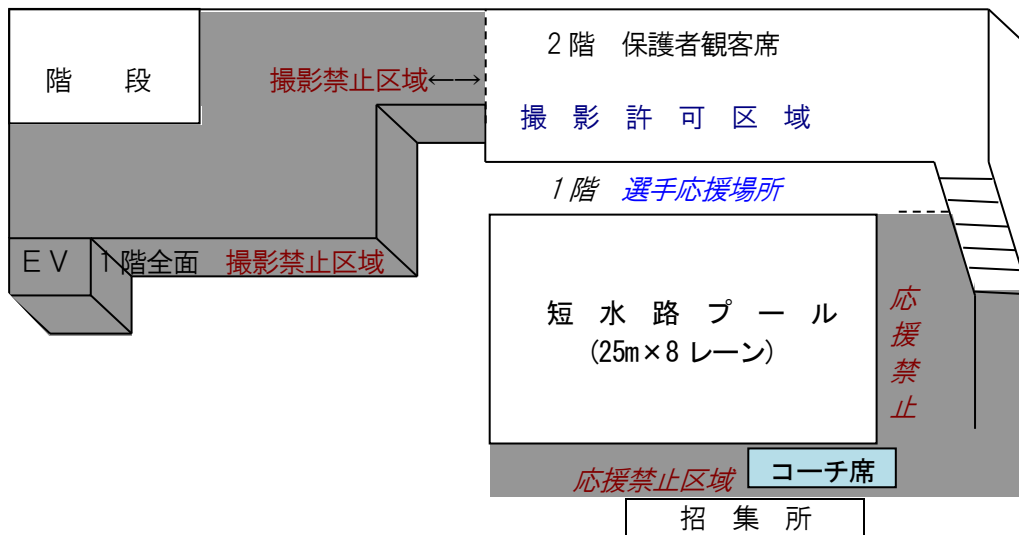 2階 保護者観客席
階 段
撮影禁止区域←→
撮 影 許 可 区 域
1階 選手応援場所
EV
1階全面 撮影禁止区域
短 水 路 プ ー ル
(25m×8 レーン)
応援禁止
応援禁止区域
コーチ席
招 集 所